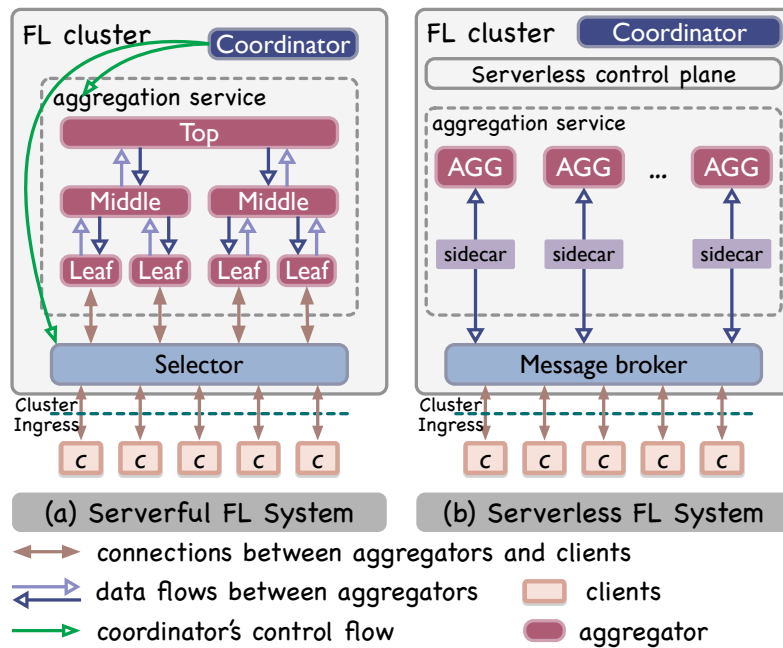 FL cluster
Coordinator
aggregation service
Top
Middle Middle
Leaf Leaf Leaf Leaf
Selector
Cluster
Ingress
c c c c c
(a) Serverful FL System
FL cluster
Coordinator
Serverless control plane
aggregation service
AGG AGG ... AGG
sidecar sidecar sidecar
Message broker
Cluster
Ingress
c c c c c
(b) Serverless FL System
connections between aggregators and clients
data flows between aggregators
clients
coordinator's control flow
aggregator